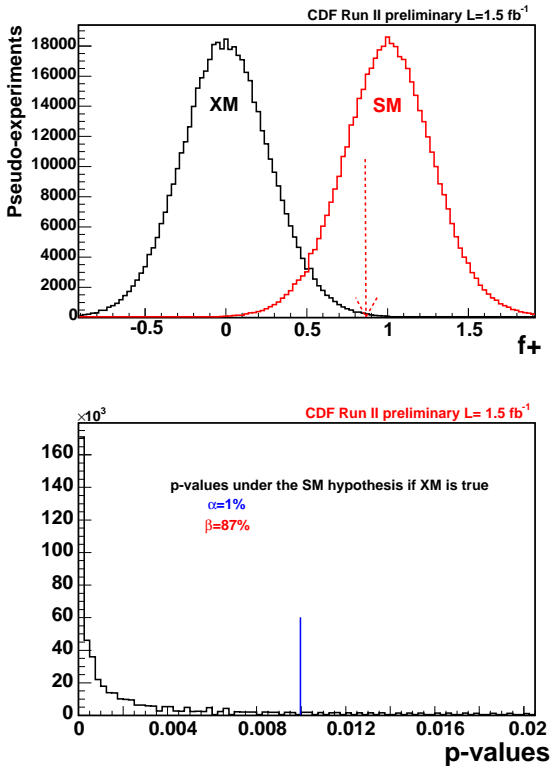 CDF Run II preliminary L=1.5 fb⁻¹
18000
16000
14000
12000
10000
8000
6000
4000
2000
0
Pseudo-experiments
XM
SM
-0.5 0 0.5 1 1.5
f+
CDF Run II preliminary L= 1.5 fb⁻¹
×10³
160
140
120
100
80
60
40
20
0
p-values under the SM hypothesis if XM is true
α=1%
β=87%
0 0.004 0.008 0.012 0.016 0.02
p-values